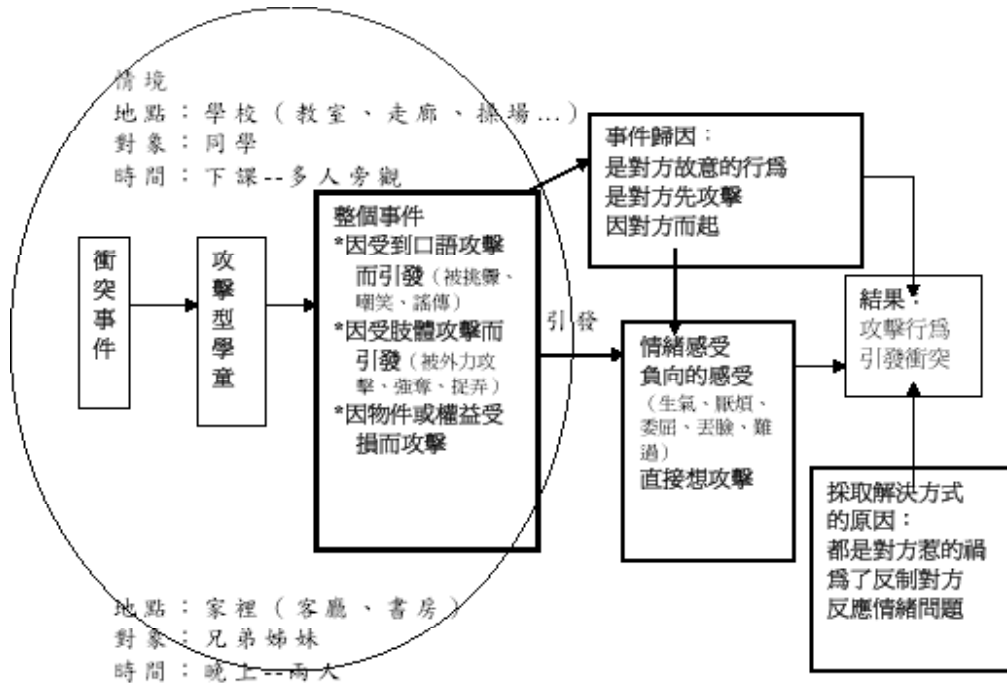 情境
地點：學校（教室、走廊、操場...）
對象：同學
時間：下課--多人旁觀
衝突事件
攻擊型學童
整個事件
*因受到口語攻擊
而引發（被挑釁、
嘲笑、謠傳）
*因受肢體攻擊而
引發（被外力攻
擊、強奪、捉弄）
*因物件或權益受
損而攻擊
引發
事件歸因：
是對方故意的行為
是對方先攻擊
因對方而起
情緒感受
負向的感受
（生氣、厭煩、
委屈、丟臉、難
過）
直接想攻擊
結果：
攻擊行為
引發衝突
採取解決方式
的原因：
都是對方惹的禍
為了反制對方
反應情緒問題
地點：家裡（客廳、書房）
對象：兄弟姊妹
時間：晚上--兩人